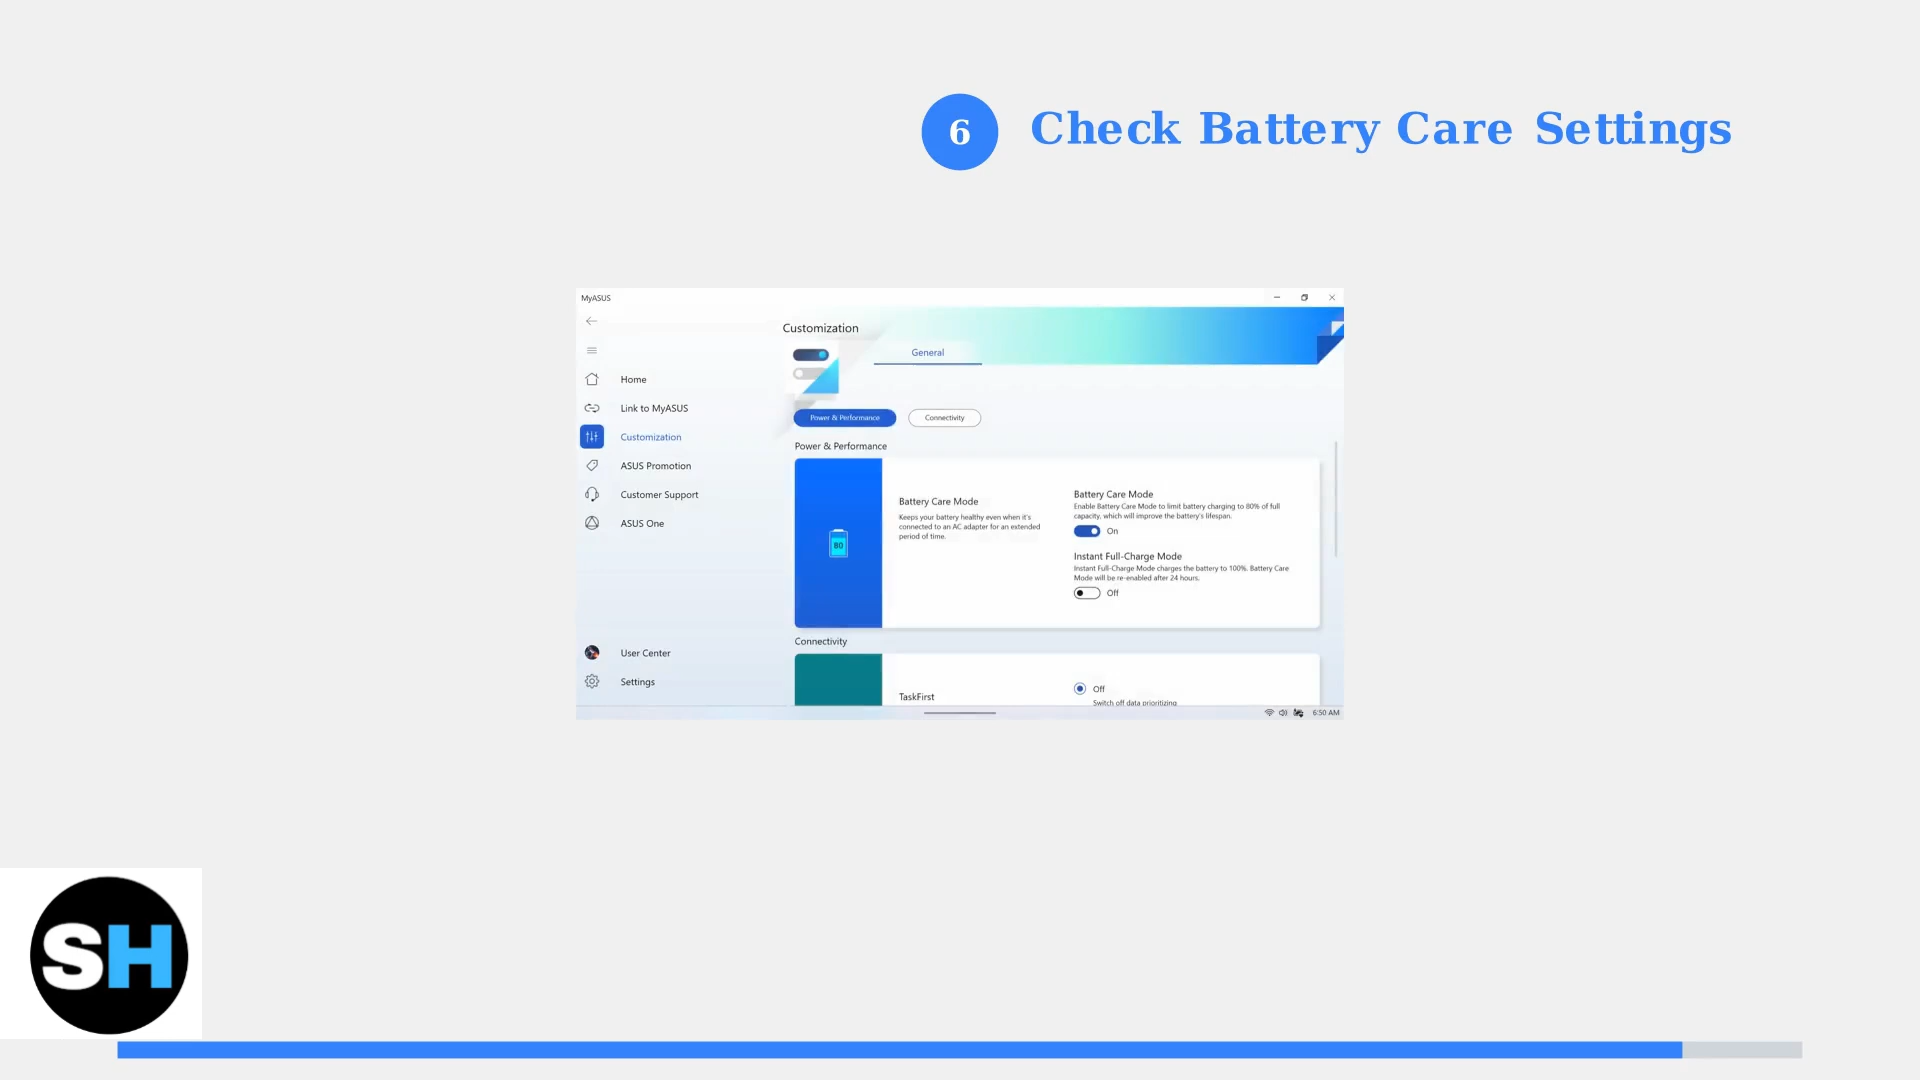 6 Check Battery Care Settings
MyASUS
Customization
General
Home
Link to MyASUS
Customization
ASUS Promotion
Customer Support
ASUS One
User Center
Settings
Power & Performance
Connectivity
Power & Performance
80
Battery Care Mode
Keeps your battery healthy even when it's
connected to an AC adapter for an extended
period of time.
Battery Care Mode
Enable Battery Care Mode to limit battery charging to 80% of full
capacity, which will improve the battery's lifespan.
On
Instant Full-Charge Mode
Instant Full-Charge Mode charges the battery to 100%. Battery Care
Mode will be re-enabled after 24 hours.
Off
Connectivity
TaskFirst
Off
Switch off data prioritizing
6:50 AM
SH